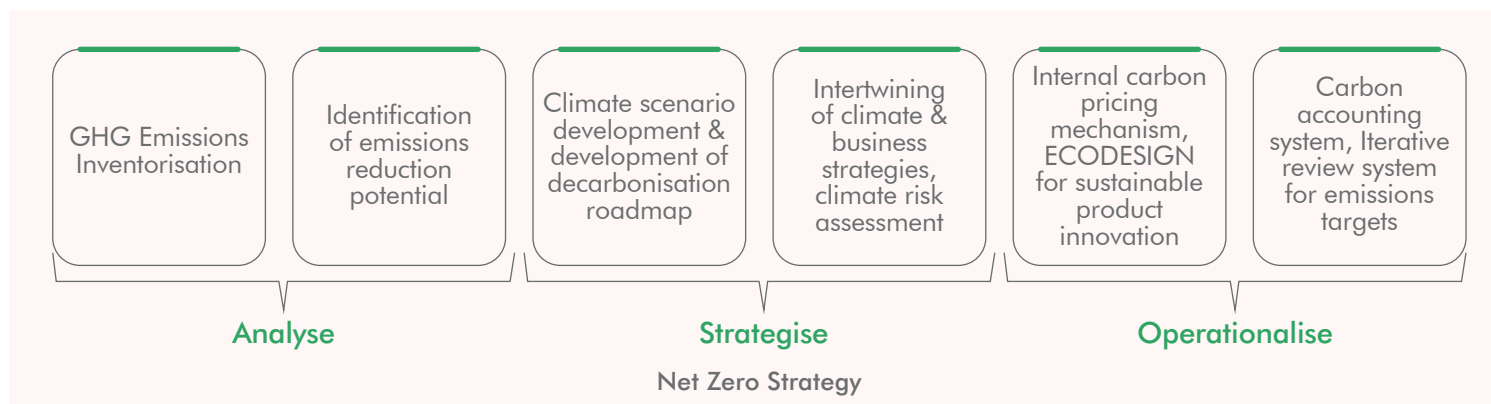 GHG Emissions
Inventorisation
Identification
of emissions
reduction
potential
Climate scenario
development &
development of
decarbonisation
roadmap
Intertwining
of climate &
business
strategies,
climate risk
assessment
Internal carbon
pricing
mechanism,
ECODESIGN
for sustainable
product
innovation
Carbon
accounting
system, Iterative
review system
for emissions
targets
Analyse
Strategise
Operationalise
Net Zero Strategy